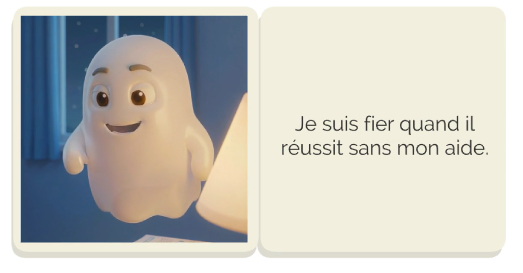 Je suis fier quand il
réussit sans mon aide.